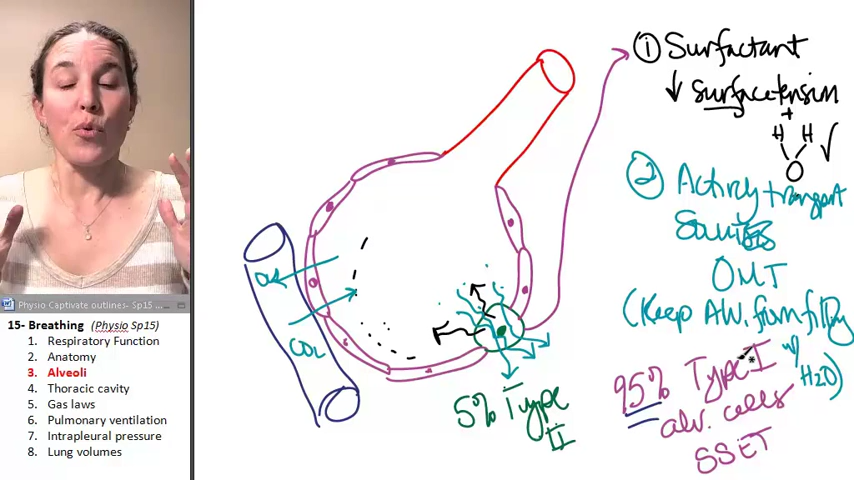 ① Surfactant
↓ surface tension
+
H H
O ✓
② Actively transport
Solutes
OMT
(Keep Alv. from filling
w/ H2O)
95% Type I
alv. cells
SSET
O2
CO2
5% Type
II
Physio Captivate outlines- Sp15 ...
15- Breathing (Physio Sp15)
1. Respiratory Function
2. Anatomy
3. Alveoli
4. Thoracic cavity
5. Gas laws
6. Pulmonary ventilation
7. Intrapleural pressure
8. Lung volumes